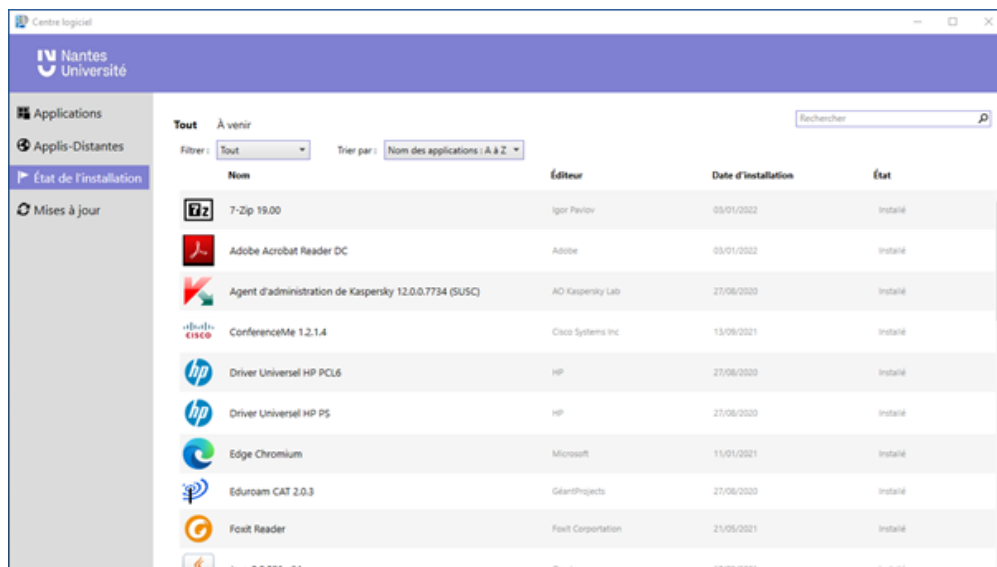 Centre logiciel
Nantes
Université
Applications
Applis-Distantes
État de l'installation
Mises à jour
Tout À venir
Rechercher
Filtrer : Tout Trier par : Nom des applications : A à Z
Nom Éditeur Date d'installation État
7-Zip 19.00 Igor Pavlov 03/01/2022 Installé
Adobe Acrobat Reader DC Adobe 03/01/2022 Installé
Agent d'administration de Kaspersky 12.0.0.7734 (SUSC) AO Kaspersky Lab 27/08/2020 Installé
CISCO ConferenceMe 1.2.1.4 Cisco Systems Inc 13/09/2021 Installé
hp Driver Universel HP PCL6 HP 27/08/2020 Installé
hp Driver Universel HP PS HP 27/08/2020 Installé
Edge Chromium Microsoft 11/01/2021 Installé
Eduroam CAT 2.0.3 GéantProjects 27/08/2020 Installé
Foxit Reader Foxit Corportation 21/05/2021 Installé